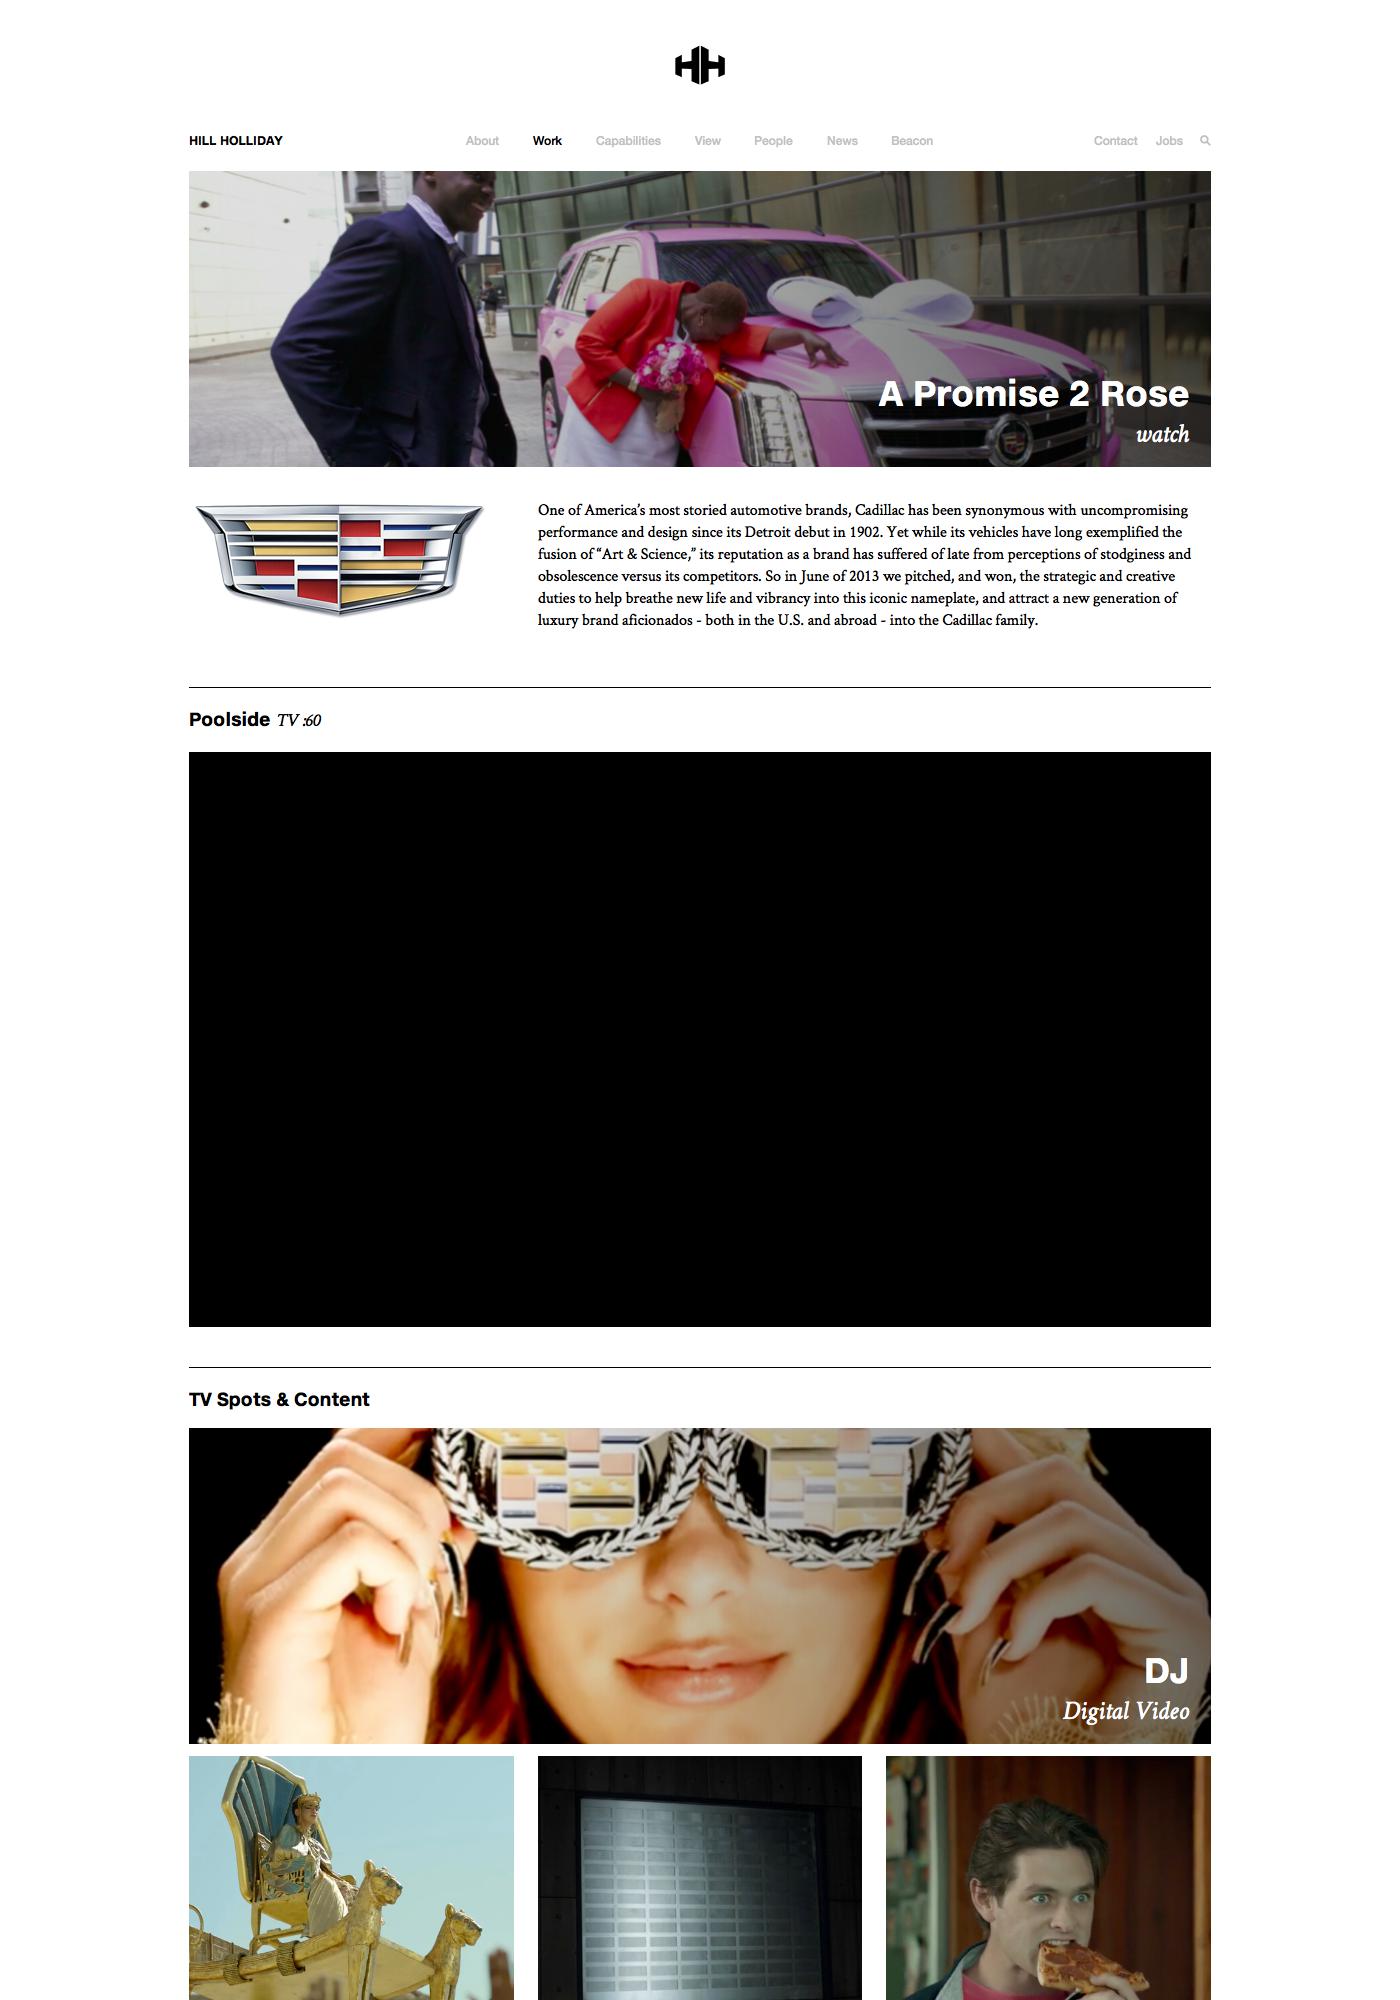 HH
HILL HOLLIDAY About Work Capabilities View People News Beacon Contact Jobs
A Promise 2 Rose
watch
One of America’s most storied automotive brands, Cadillac has been synonymous with uncompromising
performance and design since its Detroit debut in 1902. Yet while its vehicles have long exemplified the
fusion of “Art & Science,” its reputation as a brand has suffered of late from perceptions of stodginess and
obsolescence versus its competitors. So in June of 2013 we pitched, and won, the strategic and creative
duties to help breathe new life and vibrancy into this iconic nameplate, and attract a new generation of
luxury brand aficionados - both in the U.S. and abroad - into the Cadillac family.
Poolside TV :60
TV Spots & Content
DJ
Digital Video